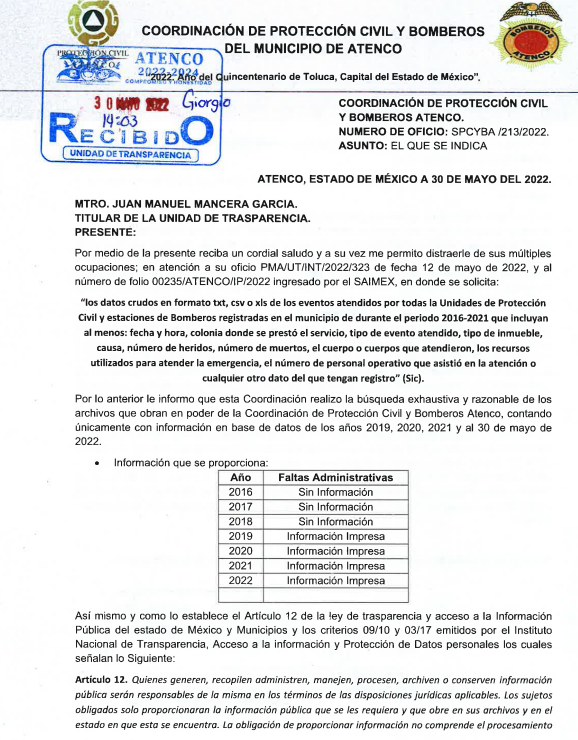 COORDINACIÓN DE PROTECCIÓN CIVIL Y BOMBEROS
DEL MUNICIPIO DE ATENCO
BOMBEROS
ATENCO
PROTECCIÓN CIVIL
ATENCO
2022-2024
COMPROMISO Y HONESTIDAD
"2022. Año del Quincentenario de Toluca, Capital del Estado de México".
30 MAYO 2022 Giorgio
14:03
RECIBIDO
UNIDAD DE TRANSPARENCIA
COORDINACIÓN DE PROTECCIÓN CIVIL
Y BOMBEROS ATENCO.
NUMERO DE OFICIO: SPCYBA /213/2022.
ASUNTO: EL QUE SE INDICA
ATENCO, ESTADO DE MÉXICO A 30 DE MAYO DEL 2022.
MTRO. JUAN MANUEL MANCERA GARCIA.
TITULAR DE LA UNIDAD DE TRASPARENCIA.
PRESENTE:
Por medio de la presente reciba un cordial saludo y a su vez me permito distraerle de sus múltiples
ocupaciones; en atención a su oficio PMA/UT/INT/2022/323 de fecha 12 de mayo de 2022, y al
número de folio 00235/ATENCO/IP/2022 ingresado por el SAIMEX, en donde se solicita:
"los datos crudos en formato txt, csv o xls de los eventos atendidos por todas la Unidades de Protección
Civil y estaciones de Bomberos registradas en el municipio de durante el periodo 2016-2021 que incluyan
al menos: fecha y hora, colonia donde se prestó el servicio, tipo de evento atendido, tipo de inmueble,
causa, número de heridos, número de muertos, el cuerpo o cuerpos que atendieron, los recursos
utilizados para atender la emergencia, el número de personal operativo que asistió en la atención o
cualquier otro dato del que tengan registro" (Sic).
Por lo anterior le informo que esta Coordinación realizo la búsqueda exhaustiva y razonable de los
archivos que obran en poder de la Coordinación de Protección Civil y Bomberos Atenco, contando
únicamente con información en base de datos de los años 2019, 2020, 2021 y al 30 de mayo de
2022.
• Información que se proporciona:
Año Faltas Administrativas
2016 Sin Información
2017 Sin Información
2018 Sin Información
2019 Información Impresa
2020 Información Impresa
2021 Información Impresa
2022 Información Impresa
Así mismo y como lo establece el Artículo 12 de la ley de trasparencia y acceso a la Información
Pública del estado de México y Municipios y los criterios 09/10 y 03/17 emitidos por el Instituto
Nacional de Transparencia, Acceso a la información y Protección de Datos personales los cuales
señalan lo Siguiente:
Artículo 12. Quienes generen, recopilen administren, manejen, procesen, archiven o conserven información
pública serán responsables de la misma en los términos de las disposiciones jurídicas aplicables. Los sujetos
obligados solo proporcionaran la información pública que se les requiera y que obre en sus archivos y en el
estado en que esta se encuentra. La obligación de proporcionar información no comprende el procesamiento